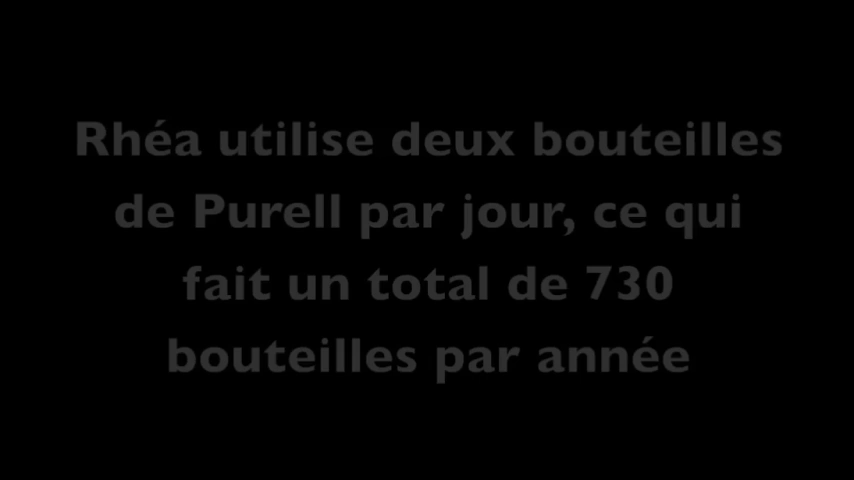 Rhéa utilise deux bouteilles
de Purell par jour, ce qui
fait un total de 730
bouteilles par année